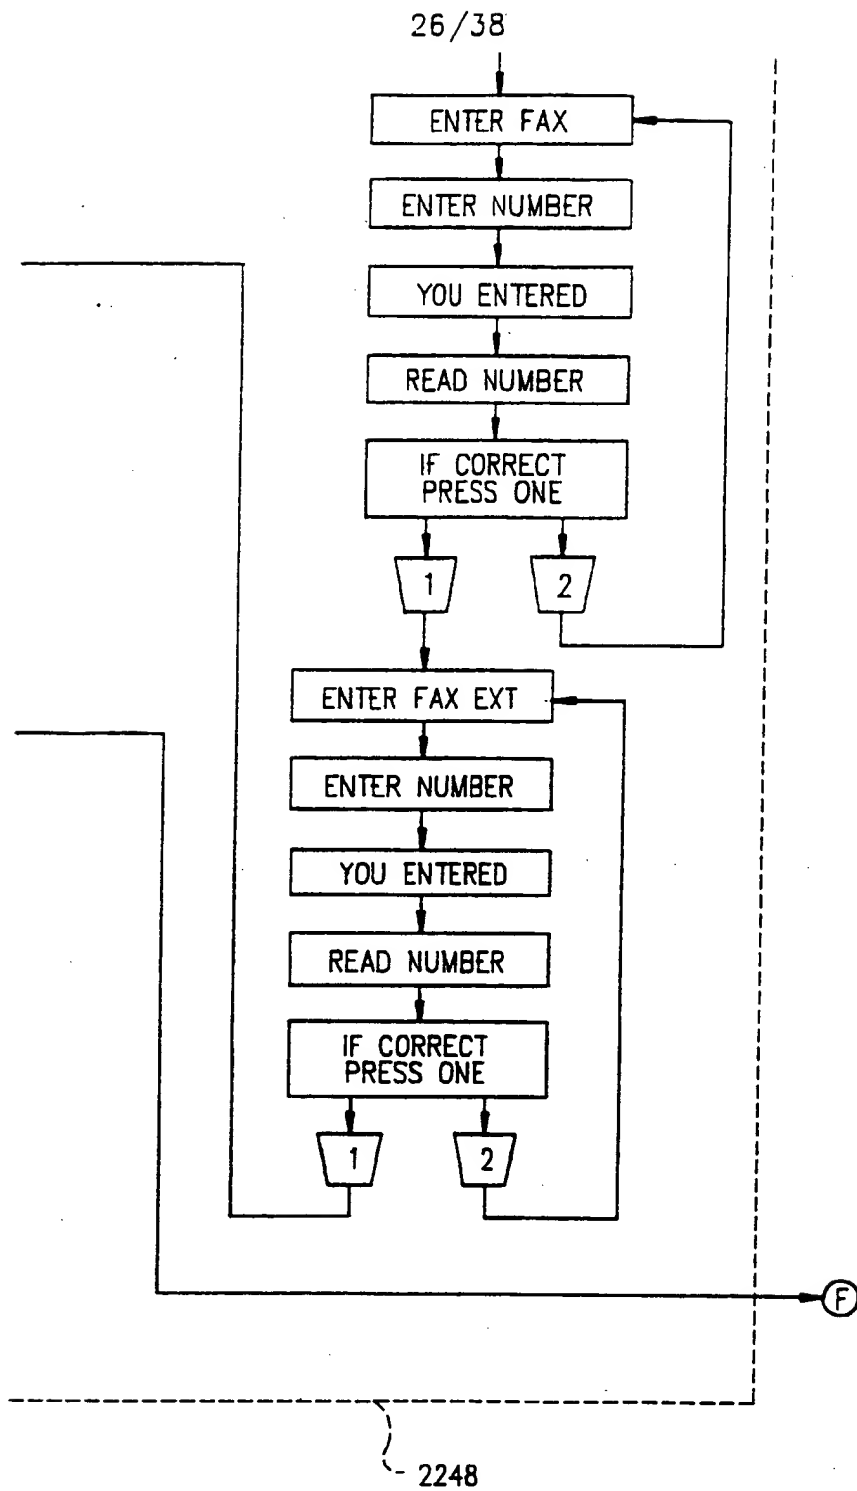 26/38
ENTER FAX
ENTER NUMBER
YOU ENTERED
READ NUMBER
IF CORRECT
PRESS ONE
1
2
ENTER FAX EXT
ENTER NUMBER
YOU ENTERED
READ NUMBER
IF CORRECT
PRESS ONE
1
2
F
2248